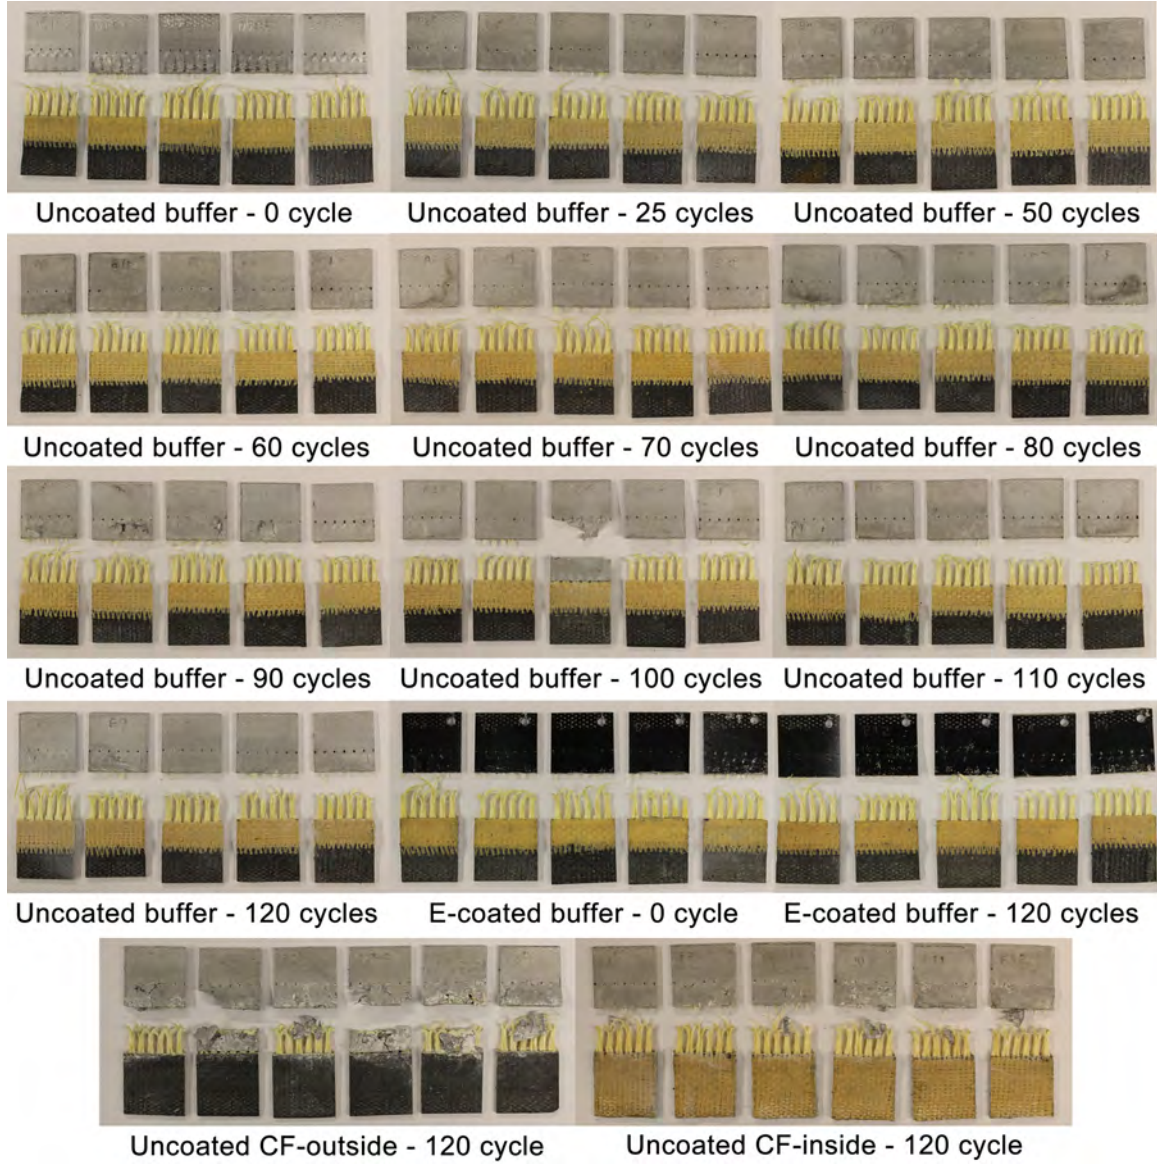 Uncoated buffer - 0 cycle
Uncoated buffer - 25 cycles
Uncoated buffer - 50 cycles
Uncoated buffer - 60 cycles
Uncoated buffer - 70 cycles
Uncoated buffer - 80 cycles
Uncoated buffer - 90 cycles
Uncoated buffer - 100 cycles
Uncoated buffer - 110 cycles
Uncoated buffer - 120 cycles
E-coated buffer - 0 cycle
E-coated buffer - 120 cycles
Uncoated CF-outside - 120 cycle
Uncoated CF-inside - 120 cycle